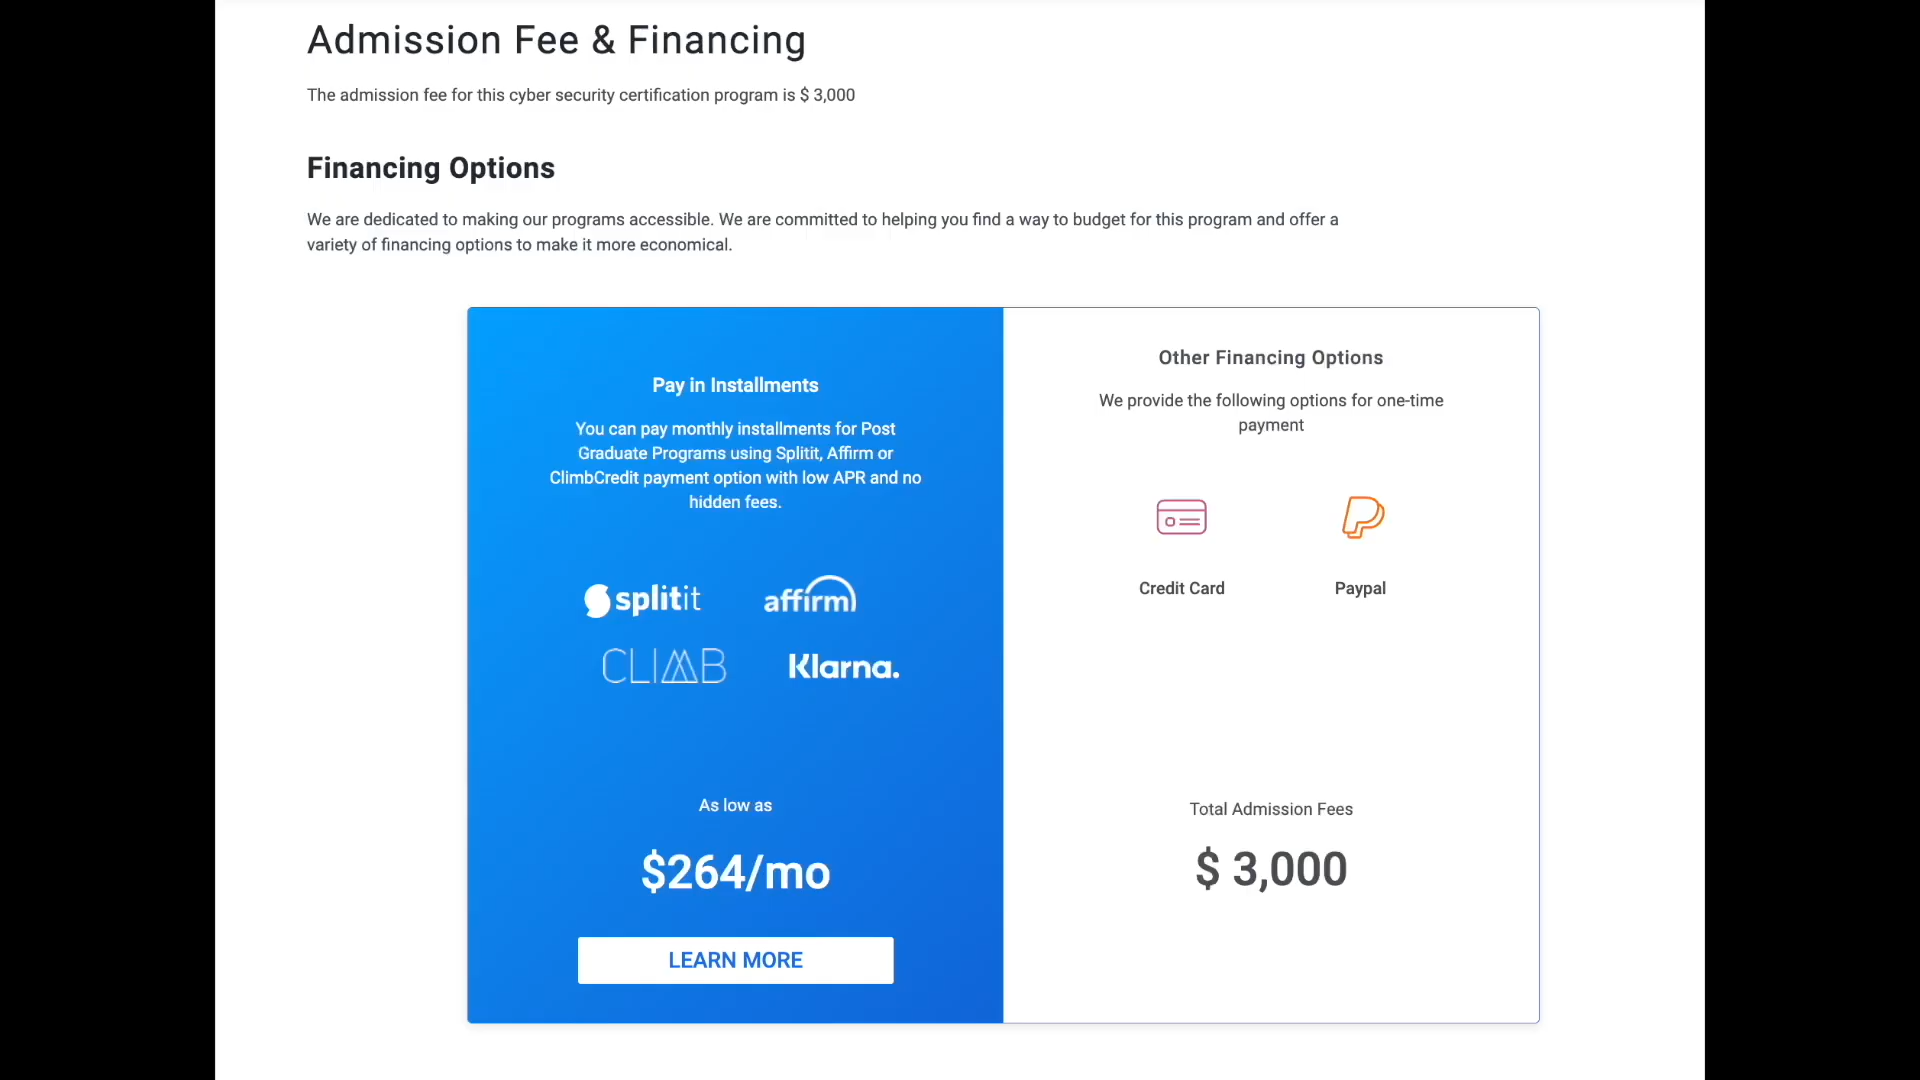 Admission Fee & Financing
The admission fee for this cyber security certification program is $ 3,000
Financing Options
We are dedicated to making our programs accessible. We are committed to helping you find a way to budget for this program and offer a
variety of financing options to make it more economical.
Pay in Installments
You can pay monthly installments for Post
Graduate Programs using Splitit, Affirm or
ClimbCredit payment option with low APR and no
hidden fees.
splitit affirm
CLIMB Klarna.
As low as
$264/mo
LEARN MORE
Other Financing Options
We provide the following options for one-time
payment
Credit Card Paypal
Total Admission Fees
$ 3,000